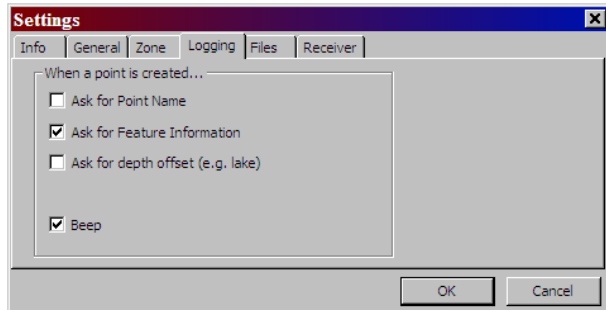 Settings
Info General Zone Logging Files Receiver
When a point is created...
Ask for Point Name
Ask for Feature Information
Ask for depth offset (e.g. lake)
Beep
OK Cancel